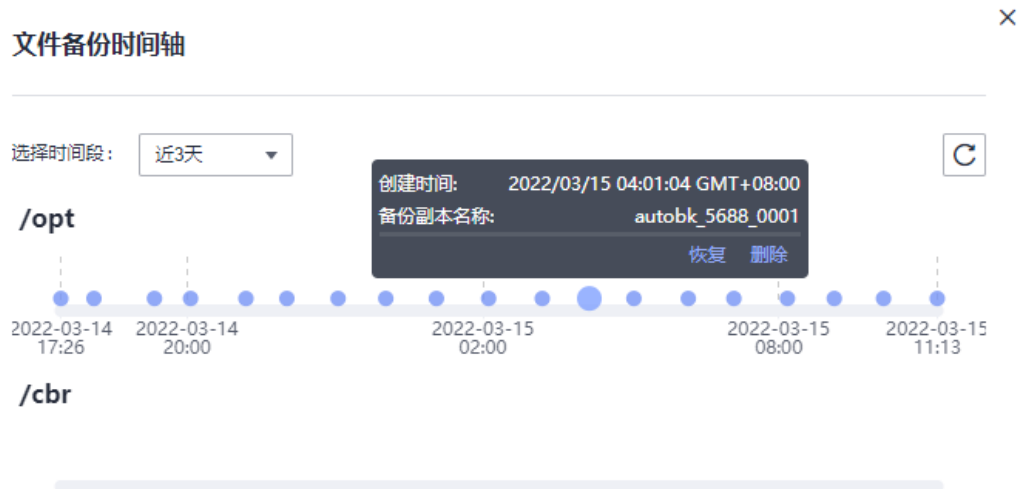 文件备份时间轴
选择时间段： 近3天
创建时间: 2022/03/15 04:01:04 GMT+08:00
备份副本名称: autobk_5688_0001
恢复 删除
/opt
2022-03-14 2022-03-14 2022-03-15 2022-03-15 2022-03-15
17:26 20:00 02:00 08:00 11:13
/cbr